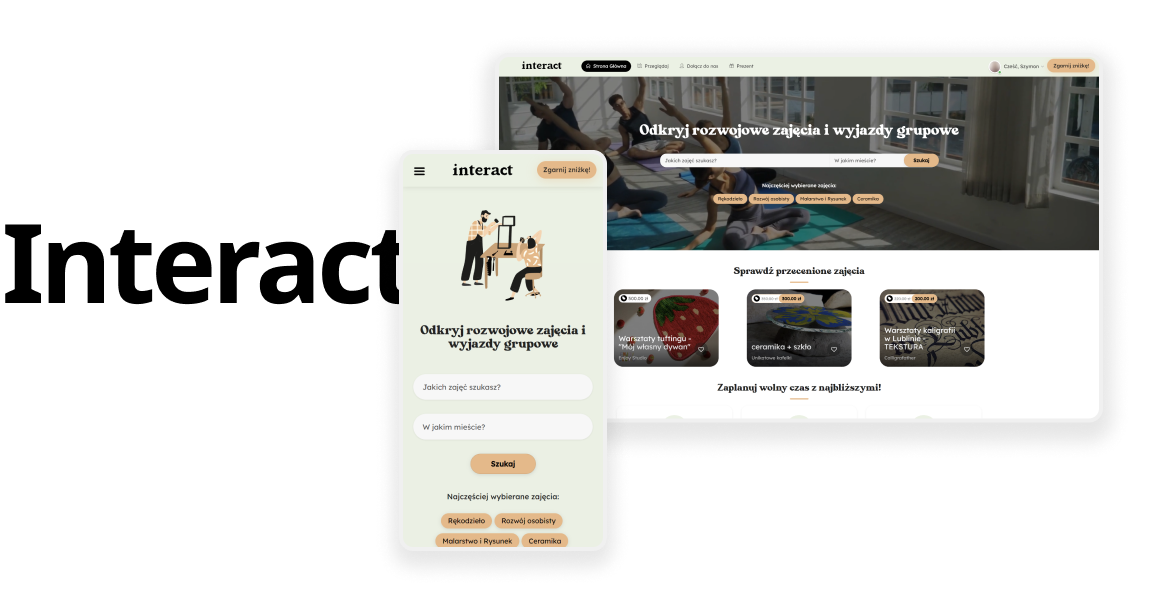 Interact
interact
Zgarnij zniżkę!
Odkryj rozwojowe zajęcia i
wyjazdy grupowe
Jakich zajęć szukasz?
W jakim mieście?
Szukaj
Najczęściej wybierane zajęcia:
Rękodzieło Rozwój osobisty
Malarstwo i Rysunek Ceramika
interact Strona Główna Przeglądaj Dołącz do nas Prezent Cześć, Szymon Zgarnij zniżkę!
Odkryj rozwojowe zajęcia i wyjazdy grupowe
Jakich zajęć szukasz? W jakim mieście? Szukaj
Najczęściej wybierane zajęcia:
Rękodzieło Rozwój osobisty Malarstwo i Rysunek Ceramika
Sprawdź przecenione zajęcia
500.00 zł
Warsztaty tuftingu -
"Mój własny dywan"
Enjoy Studio
300.00 zł
ceramika + szkło
Unikatowe kafelki
200.00 zł
Warsztaty kaligrafii
w Lublinie -
TEKSTURA
Calligrafather
Zaplanuj wolny czas z najbliższymi!